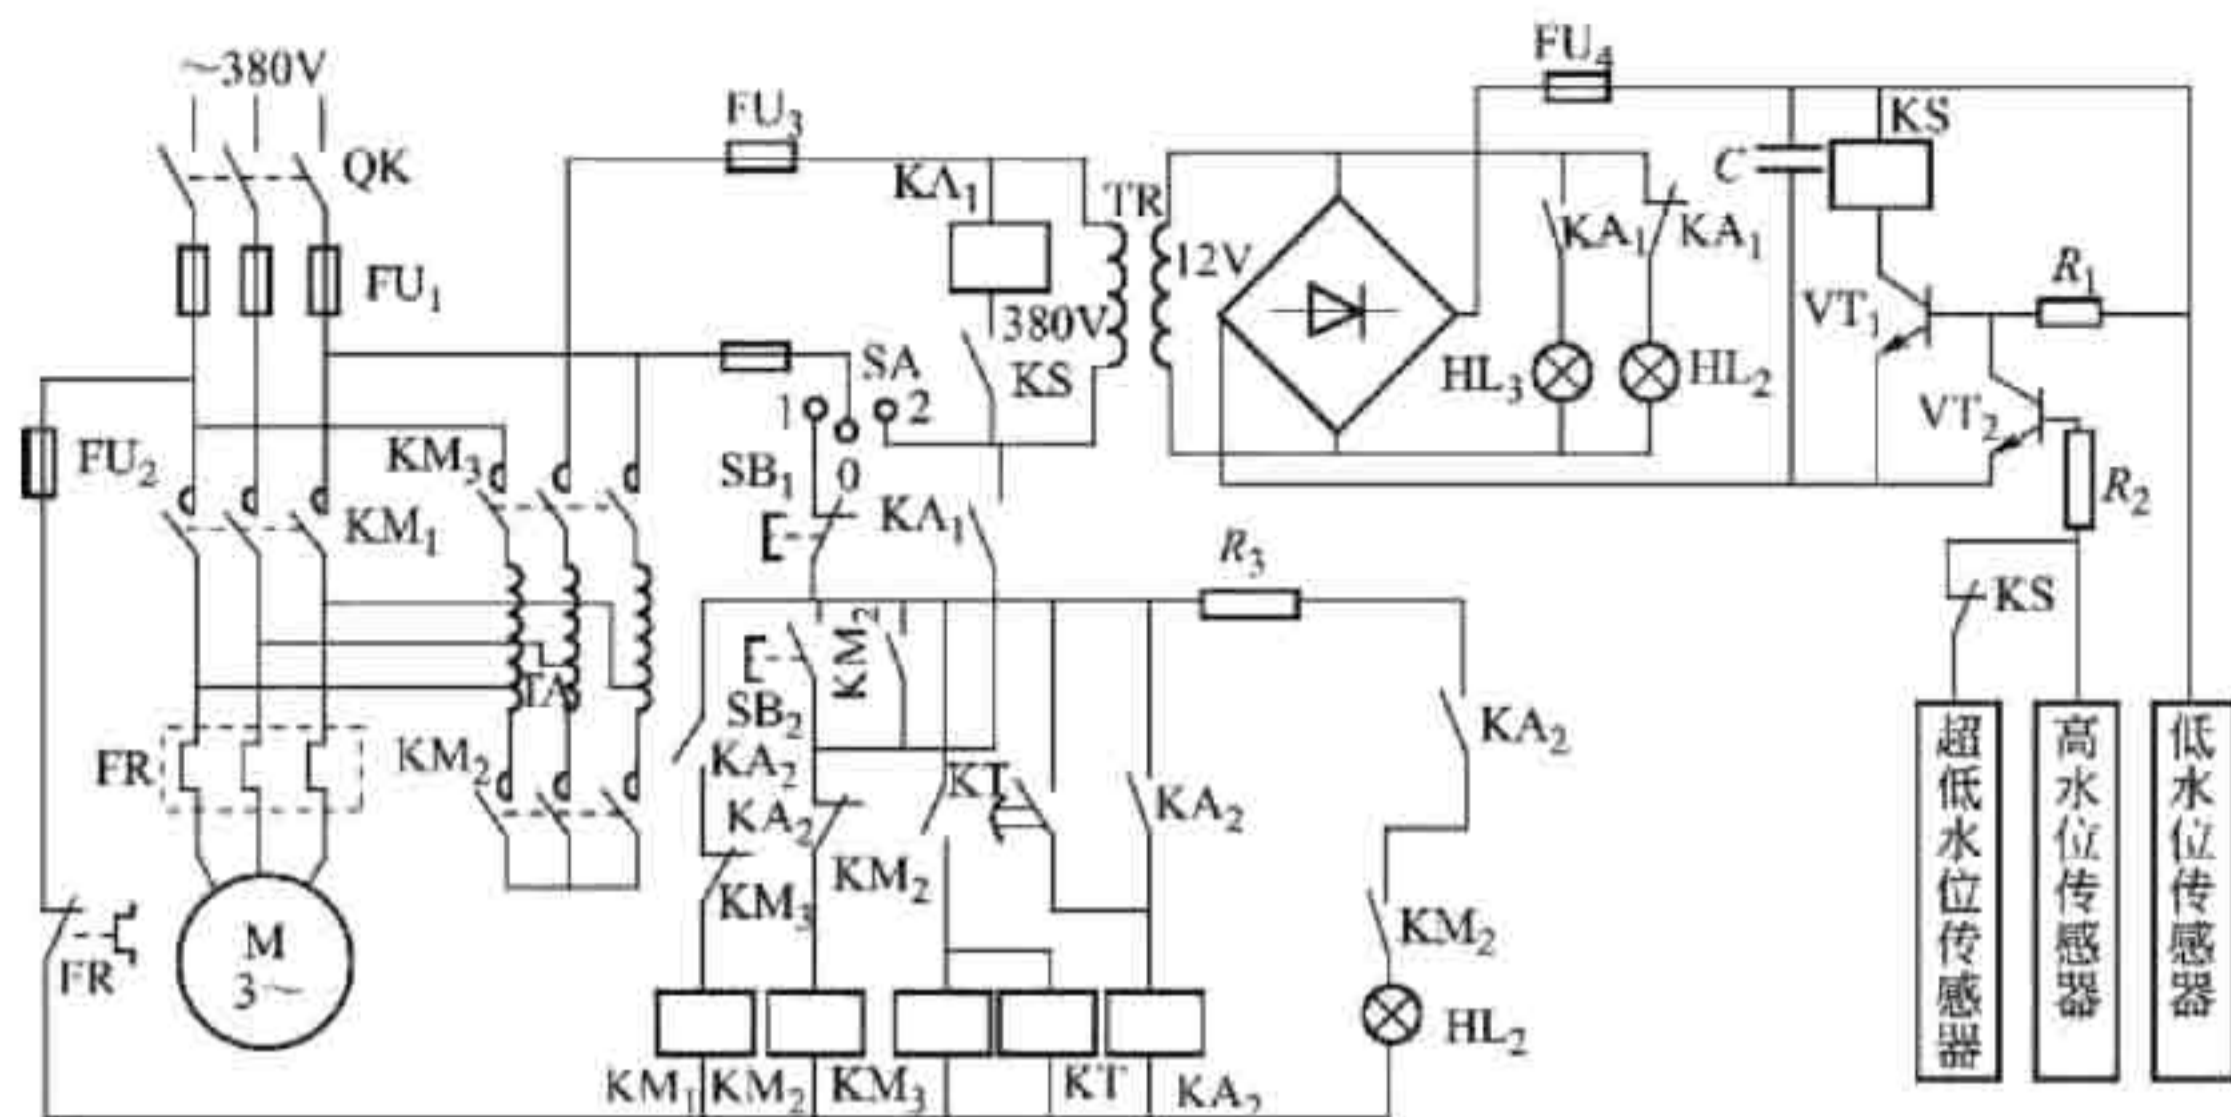 ~380V
QK
FU₁
FU₂
KM₃
KM₁
TA
FR
KM₂
M
3~
FR
FU₃
KA₁
TR
380V
12V
KS
SA
1
2
0
SB₁
KA₁
R₃
KM₂
SB₂
KA₂
KA₂
KM₃
KM₂
KT
KA₂
KA₂
KM₂
HL₂
KM₁
KM₂
KM₃
KT
KA₂
FU₄
KA₁
KA₁
HL₃
HL₂
C
KS
VT₁
R₁
VT₂
R₂
KS
超低水位传感器
高水位传感器
低水位传感器